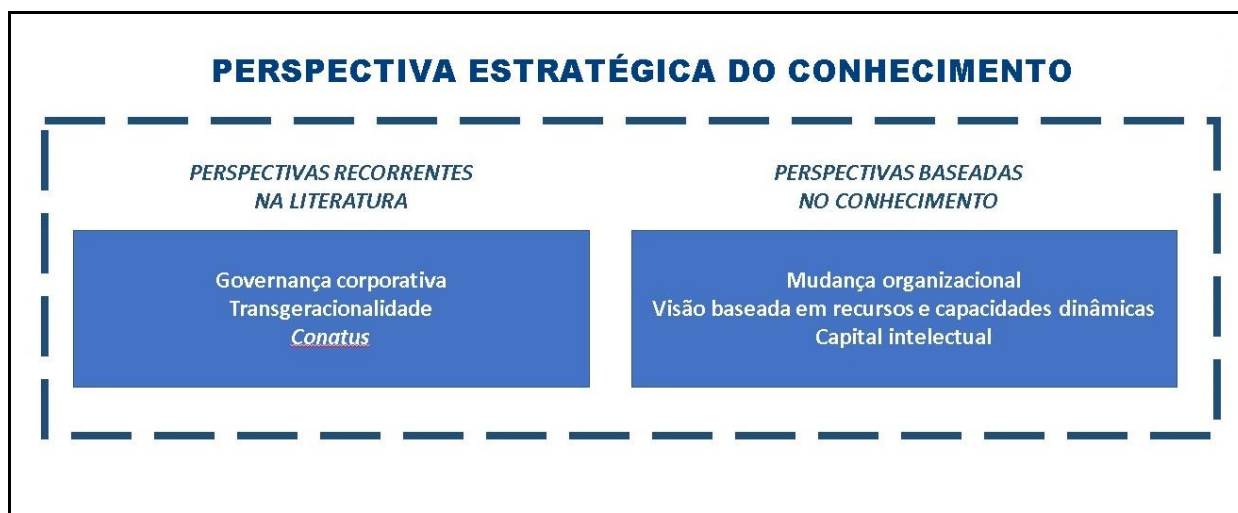 PERSPECTIVA ESTRATÉGICA DO CONHECIMENTO
PERSPECTIVAS RECORRENTES
NA LITERATURA
Governança corporativa
Transgeracionalidade
Conatus
PERSPECTIVAS BASEADAS
NO CONHECIMENTO
Mudança organizacional
Visão baseada em recursos e capacidades dinâmicas
Capital intelectual